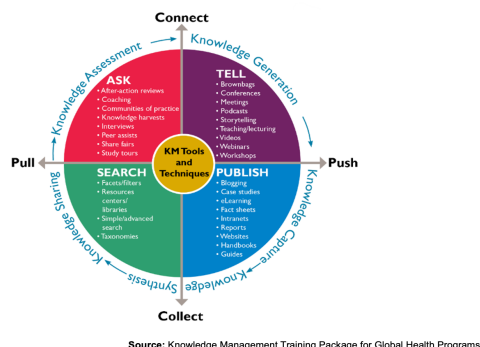 Connect
Knowledge Assessment
Knowledge Generation
ASK
• After-action reviews
• Coaching
• Communities of practice
• Knowledge harvests
• Interviews
• Peer assists
• Share fairs
• Study tours
TELL
• Brownbags
• Conferences
• Meetings
• Podcasts
• Storytelling
• Teaching/lecturing
• Videos
• Webinars
• Workshops
Pull
KM Tools
and
Techniques
Push
SEARCH
• Facets/filters
• Resources
centers/
libraries
• Simple/advanced
search
• Taxonomies
PUBLISH
• Blogging
• Case studies
• eLearning
• Fact sheets
• Intranets
• Reports
• Websites
• Handbooks
• Guides
Knowledge Sharing
Knowledge Synthesis
Knowledge Capture
Collect
Source: Knowledge Management Training Package for Global Health Programs